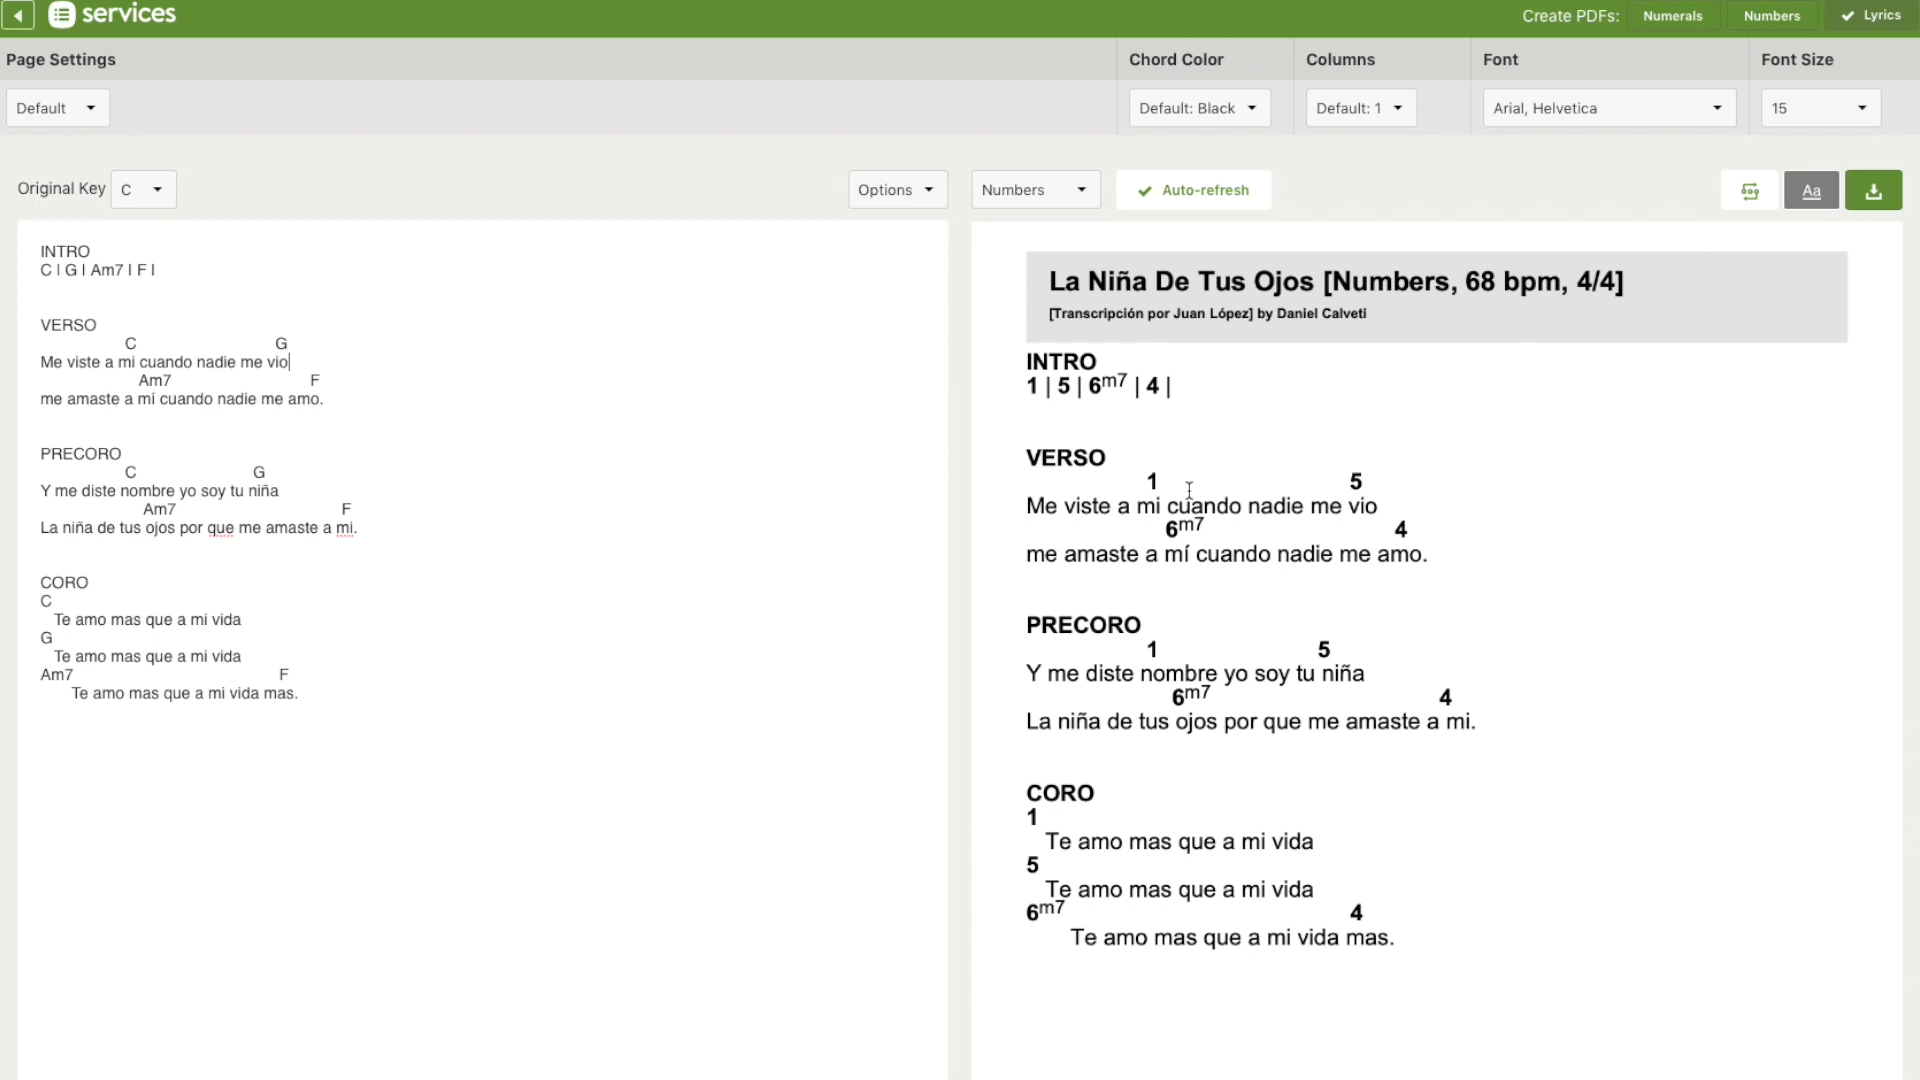 services
Create PDFs: Numerals Numbers Lyrics
Page Settings Chord Color Columns Font Font Size
Default Default: Black Default: 1 Arial, Helvetica 15
Original Key C Options Numbers Auto-refresh Aa
INTRO
C | G | Am7 | F |
VERSO
C G
Me viste a mi cuando nadie me vio
Am7 F
me amaste a mí cuando nadie me amo.
PRECORO
C G
Y me diste nombre yo soy tu niña
Am7 F
La niña de tus ojos por que me amaste a mi.
CORO
C
Te amo mas que a mi vida
G
Te amo mas que a mi vida
Am7 F
Te amo mas que a mi vida mas.
La Niña De Tus Ojos [Numbers, 68 bpm, 4/4]
[Transcripción por Juan López] by Daniel Calveti
INTRO
1 | 5 | 6m7 | 4 |
VERSO
1 5
Me viste a mi cuando nadie me vio
6m7 4
me amaste a mí cuando nadie me amo.
PRECORO
1 5
Y me diste nombre yo soy tu niña
6m7 4
La niña de tus ojos por que me amaste a mi.
CORO
1
Te amo mas que a mi vida
5
Te amo mas que a mi vida
6m7 4
Te amo mas que a mi vida mas.